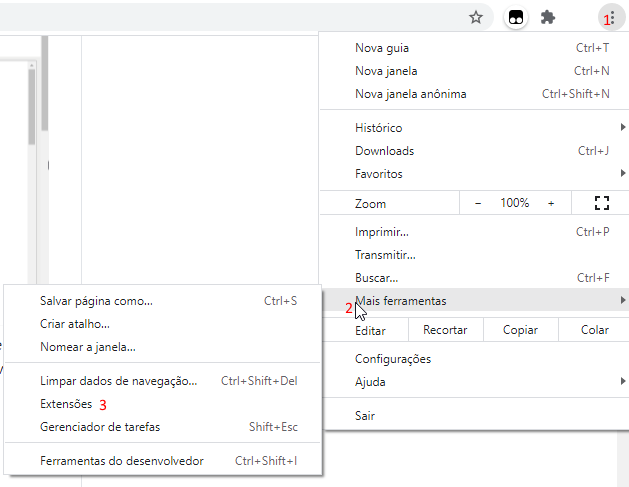 1
Nova guia Ctrl+T
Nova janela Ctrl+N
Nova janela anônima Ctrl+Shift+N
Histórico
Downloads Ctrl+J
Favoritos
Zoom - 100% +
Imprimir... Ctrl+P
Transmitir...
Buscar... Ctrl+F
2 Mais ferramentas
Editar Recortar Copiar Colar
Configurações
Ajuda
Sair
Salvar página como... Ctrl+S
Criar atalho...
Nomear a janela...
Limpar dados de navegação... Ctrl+Shift+Del
Extensões 3
Gerenciador de tarefas Shift+Esc
Ferramentas do desenvolvedor Ctrl+Shift+I